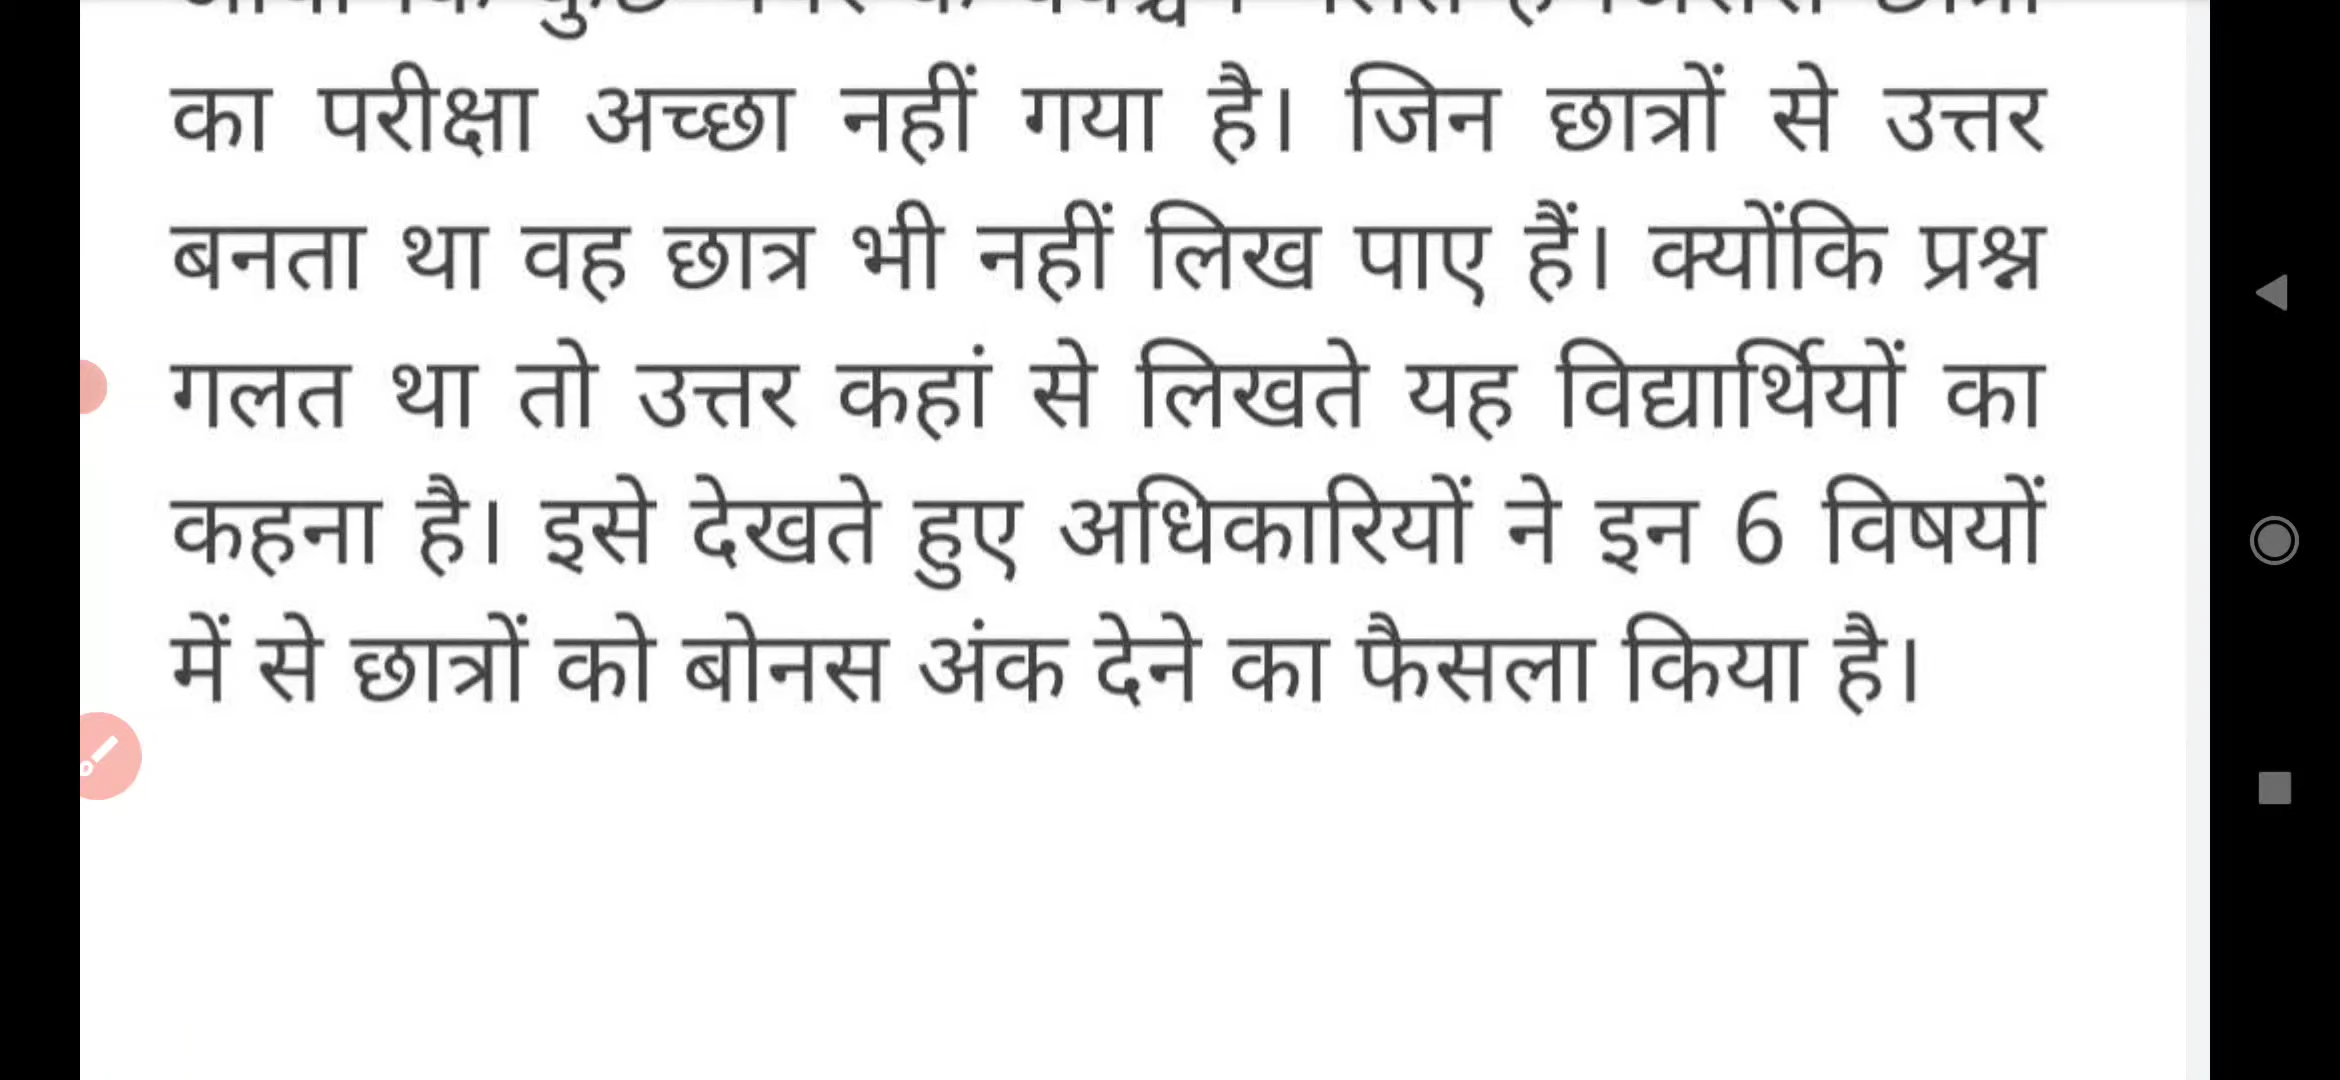 का परीक्षा अच्छा नहीं गया है। जिन छात्रों से उत्तर
बनता था वह छात्र भी नहीं लिख पाए हैं। क्योंकि प्रश्न
गलत था तो उत्तर कहां से लिखते यह विद्यार्थियों का
कहना है। इसे देखते हुए अधिकारियों ने इन 6 विषयों
में से छात्रों को बोनस अंक देने का फैसला किया है।